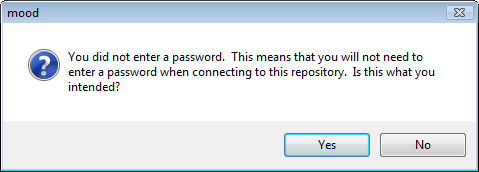 mood
You did not enter a password.  This means that you will not need to
enter a password when connecting to this repository.  Is this what you
intended?
Yes
No